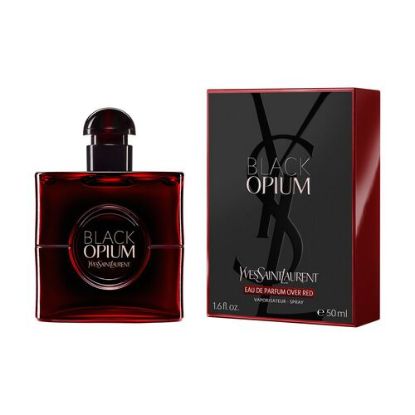 BLACK
OPIUM
YVESSAINTLAURENT
BLACK
OPIUM
YVESSAINTLAURENT
EAU DE PARFUM OVER RED
VAPORISATEUR - SPRAY
1.6 fl.oz. e 50 ml